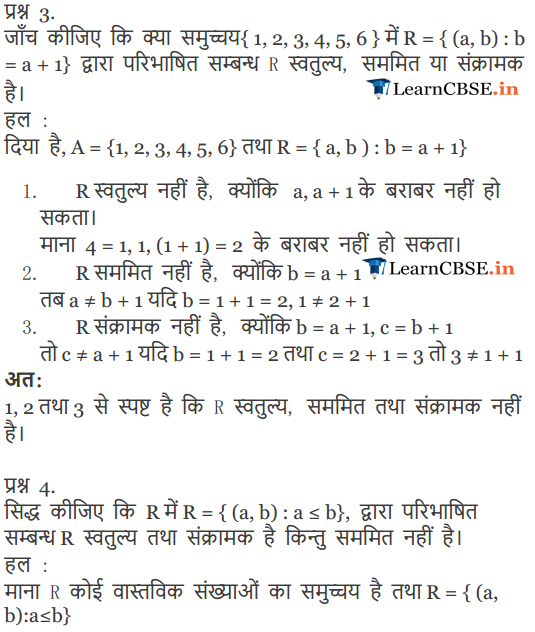 प्रश्न 3.
जाँच कीजिए कि क्या समुच्चय{ 1, 2, 3, 4, 5, 6 } में R = { (a, b) : b
= a + 1} द्वारा परिभाषित सम्बन्ध R स्वतुल्य, सममित या संक्रामक
है।
LearnCBSE.in
हल :
दिया है, A = {1, 2, 3, 4, 5, 6} तथा R = { a, b ) : b = a + 1}
1. R स्वतुल्य नहीं है, क्योंकि a, a + 1 के बराबर नहीं हो
सकता।
माना 4 = 1, 1, (1 + 1) = 2 के बराबर नहीं हो सकता।
2. R सममित नहीं है, क्योंकि b = a + 1
LearnCBSE.in
तब a ≠ b + 1 यदि b = 1 + 1 = 2, 1 ≠ 2 + 1
3. R संक्रामक नहीं है, क्योंकि b = a + 1, c = b + 1
तो c ≠ a + 1 यदि b = 1 + 1 = 2 तथा c = 2 + 1 = 3 तो 3 ≠ 1 + 1
अतः
1, 2 तथा 3 से स्पष्ट है कि R स्वतुल्य, सममित तथा संक्रामक नहीं
है।
प्रश्न 4.
सिद्ध कीजिए कि R में R = { (a, b) : a ≤ b}, द्वारा परिभाषित
सम्बन्ध R स्वतुल्य तथा संक्रामक है किन्तु सममित नहीं है।
हल :
माना R कोई वास्तविक संख्याओं का समुच्चय है तथा R = { (a,
b):a≤b}